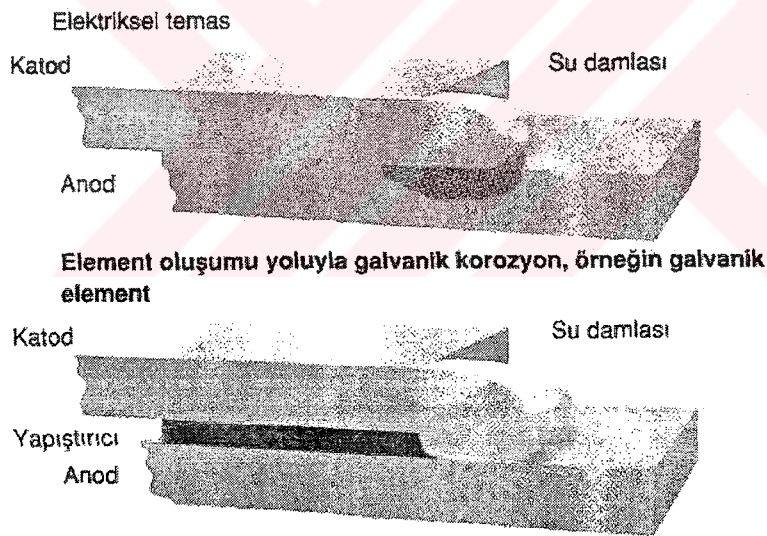 Elektriksel temas
Katod
Su damlası
Anod
Element oluşumu yoluyla galvanik korozyon, örneğin galvanik
element
Katod
Su damlası
Yapıştırıcı
Anod